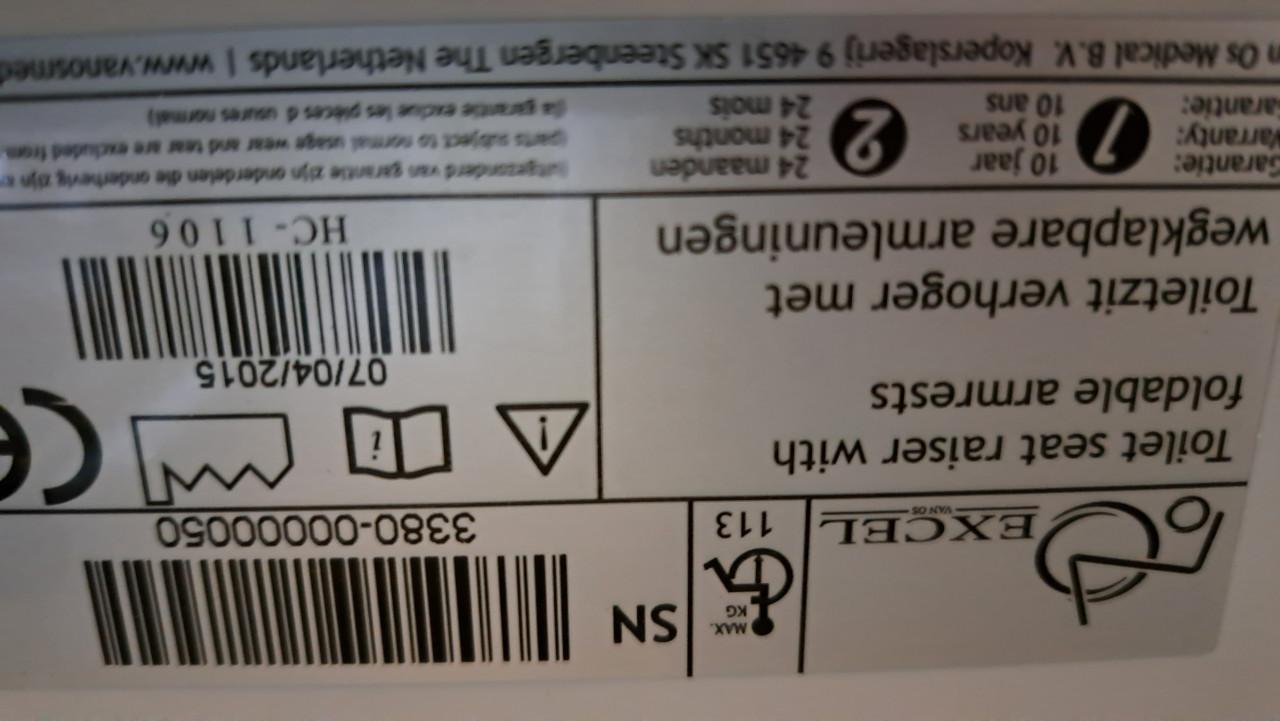 EXCEL
VAN OS
MAX.
KG
113
SN
3380-0000050
Toilet seat raiser with
foldable armrests
Toiletzit verhoger met
wegklapbare armleuningen
i
07/04/2015
HC-1106
Garantie: 1 10 jaar 2 24 maanden (uitgezonderd van garantie zijn onderdelen die onderhevig zijn
Warranty: 10 years 24 months (parts subject to normal usage wear and tear are excluded from
Garantie: 10 ans 24 mois (la garantie exclue les pièces d usures normal)
Os Medical B.V. Koperslagerij 9 4651 SK Steenbergen The Netherlands | www.vanosmed